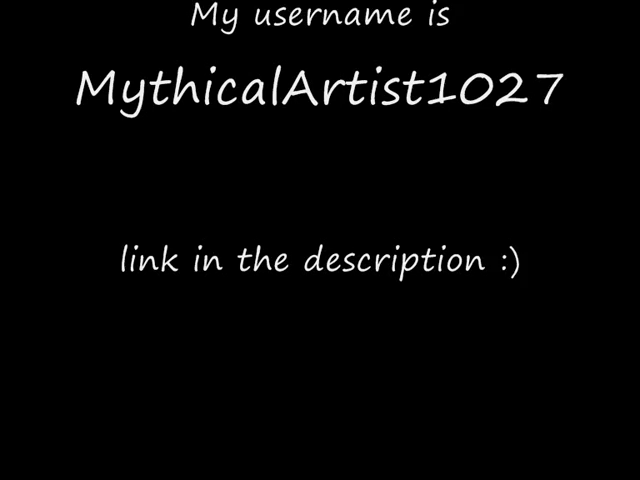 My username is
MythicalArtist1027
link in the description :)